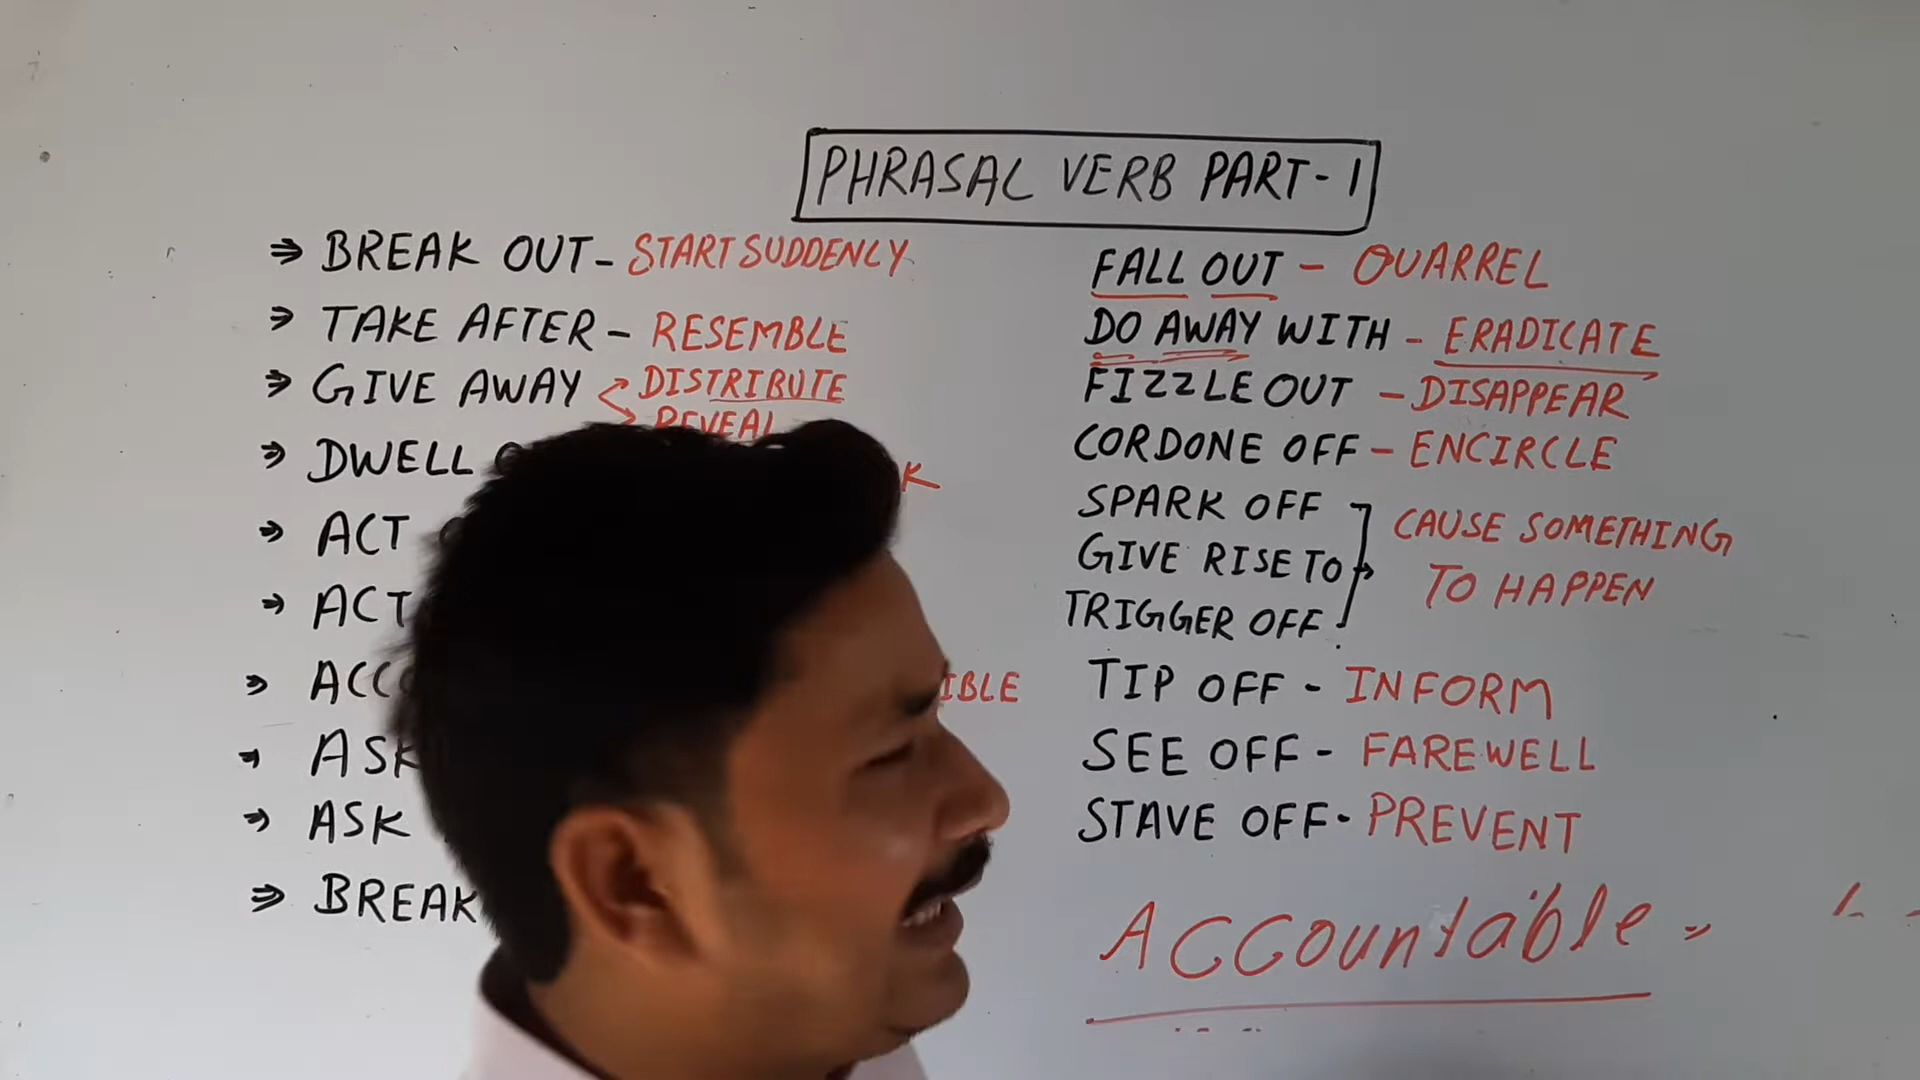 PHRASAL VERB PART-1
⇒ BREAK OUT - START SUDDENLY
⇒ TAKE AFTER - RESEMBLE
⇒ GIVE AWAY → DISTRIBUTE
→ REVEAL
⇒ DWELL
⇒ ACT
⇒ ACT
⇒
⇒ ASK
⇒ ASK
⇒ BREAK
FALL OUT - QUARREL
DO AWAY WITH - ERADICATE
FIZZLE OUT - DISAPPEAR
CORDONE OFF - ENCIRCLE
SPARK OFF
GIVE RISE TO → CAUSE SOMETHING
TO HAPPEN
TRIGGER OFF
TIP OFF - INFORM
SEE OFF - FAREWELL
STAVE OFF - PREVENT
ACCountable